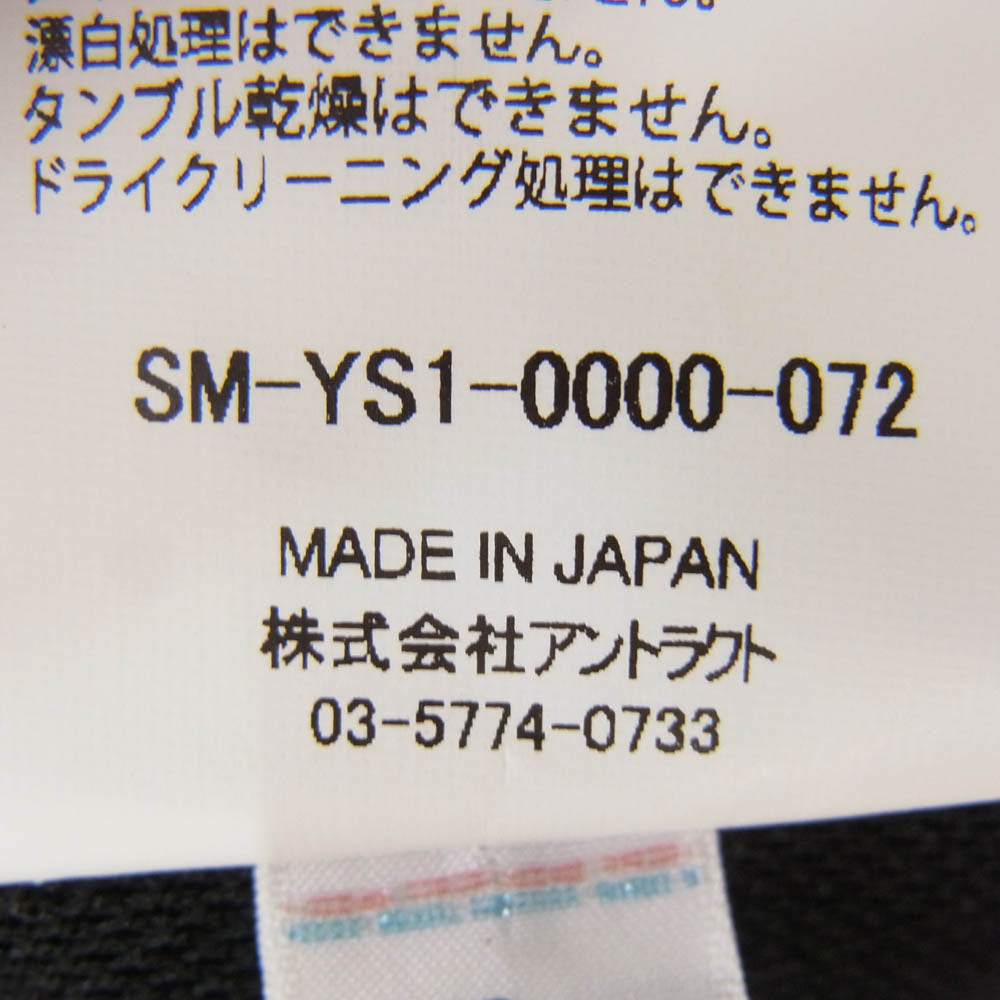 漂白処理はできません。
タンブル乾燥はできません。
ドライクリーニング処理はできません。
SM-YS1-0000-072
MADE IN JAPAN
株式会社アントラクト
03-5774-0733